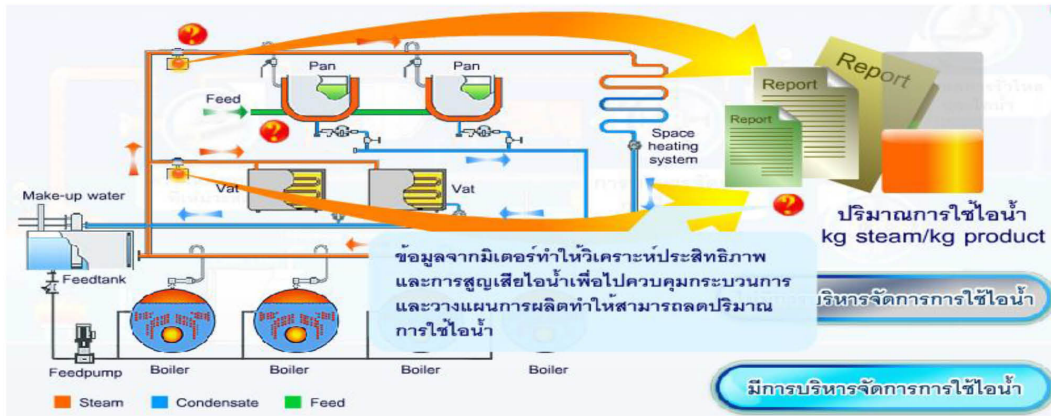 Pan
Pan
Report
Report
Report
Feed
Space
heating
system
Vat
Vat
Make-up water
ปริมาณการใช้ไอน้ำ
kg steam/kg product
ข้อมูลจากมิเตอร์ทำให้วิเคราะห์ประสิทธิภาพ
และการสูญเสียไอน้ำเพื่อไปควบคุมกระบวนการ
และวางแผนการผลิตทำให้สามารถลดปริมาณ
การใช้ไอน้ำ
Feedtank
บริหารจัดการการใช้ไอน้ำ
Feedpump
Boiler
Boiler
Boiler
Boiler
มีการบริหารจัดการการใช้ไอน้ำ
Steam
Condensate
Feed